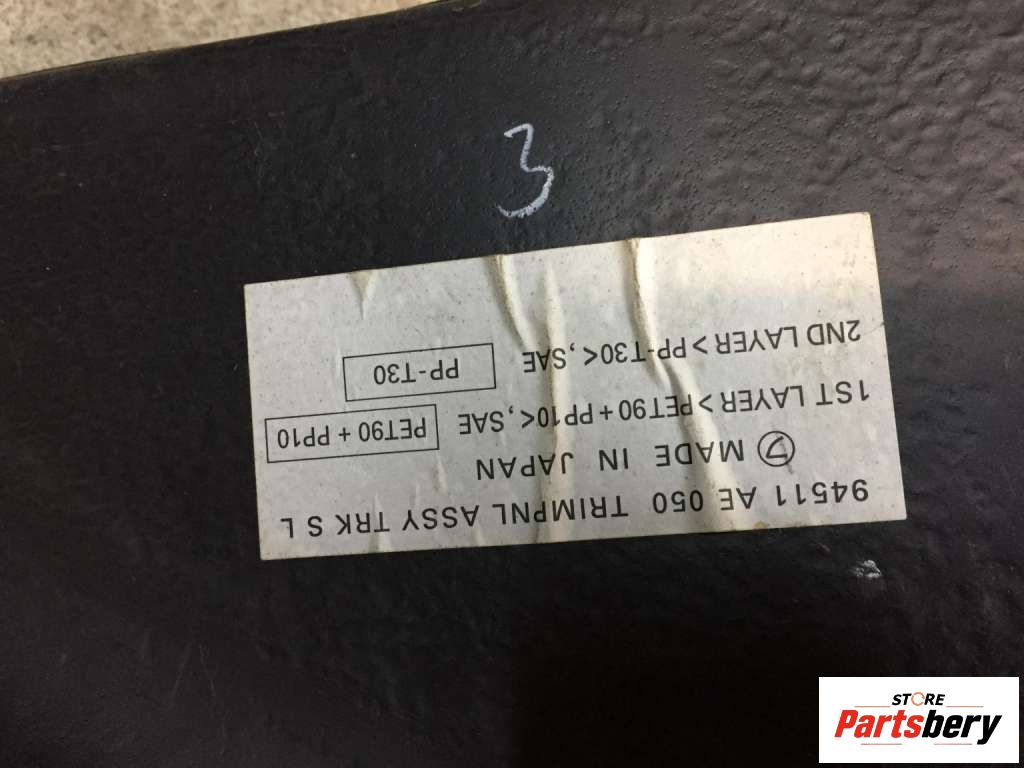 3
94511 AE 050 TRIMPNL ASSY TRK S L
フ MADE IN JAPAN
1ST LAYER >PET90 + PP10<, SAE PET90 + PP10
2ND LAYER >PP-T30<, SAE PP-T30
STORE
Partsbery